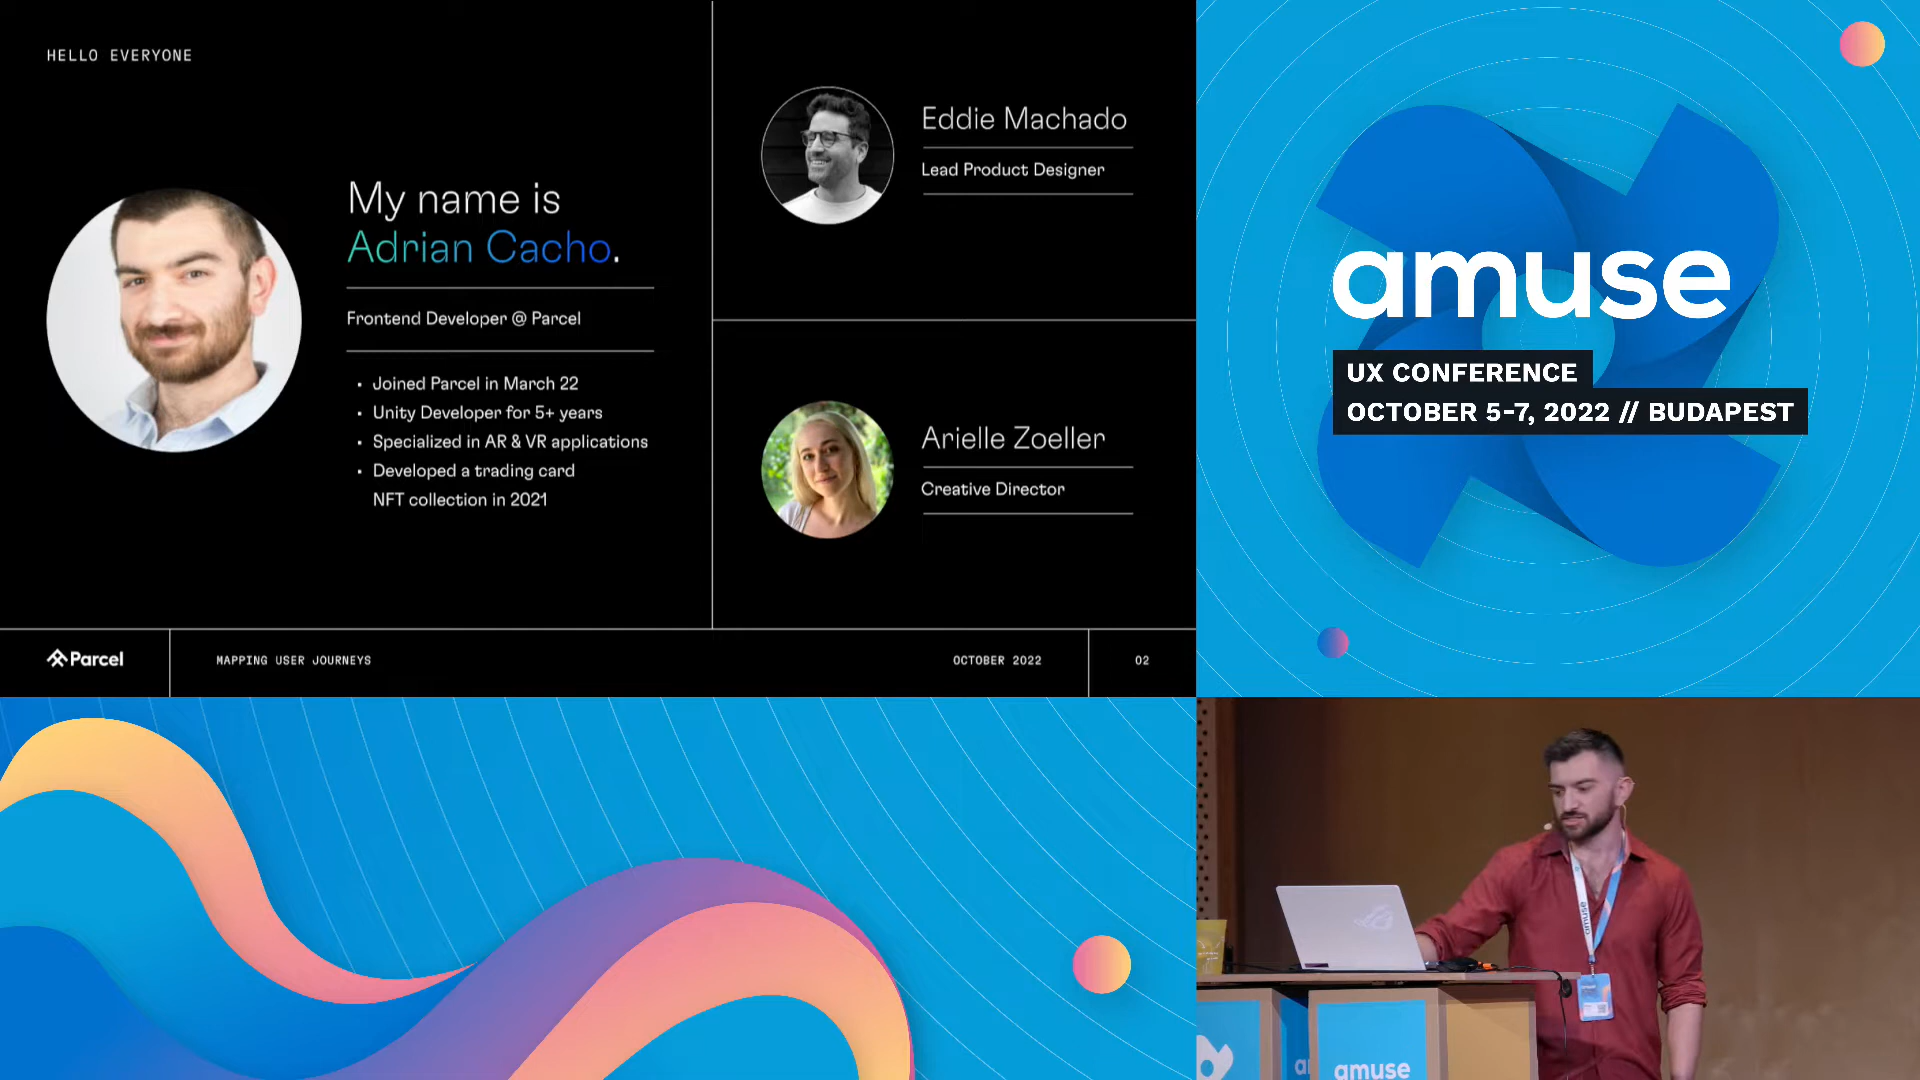 HELLO EVERYONE
My name is
Adrian Cacho.
Frontend Developer @ Parcel
• Joined Parcel in March 22
• Unity Developer for 5+ years
• Specialized in AR & VR applications
• Developed a trading card
NFT collection in 2021
Eddie Machado
Lead Product Designer
Arielle Zoeller
Creative Director
Parcel
MAPPING USER JOURNEYS
OCTOBER 2022
02
amuse
UX CONFERENCE
OCTOBER 5-7, 2022 // BUDAPEST
amuse
amuse